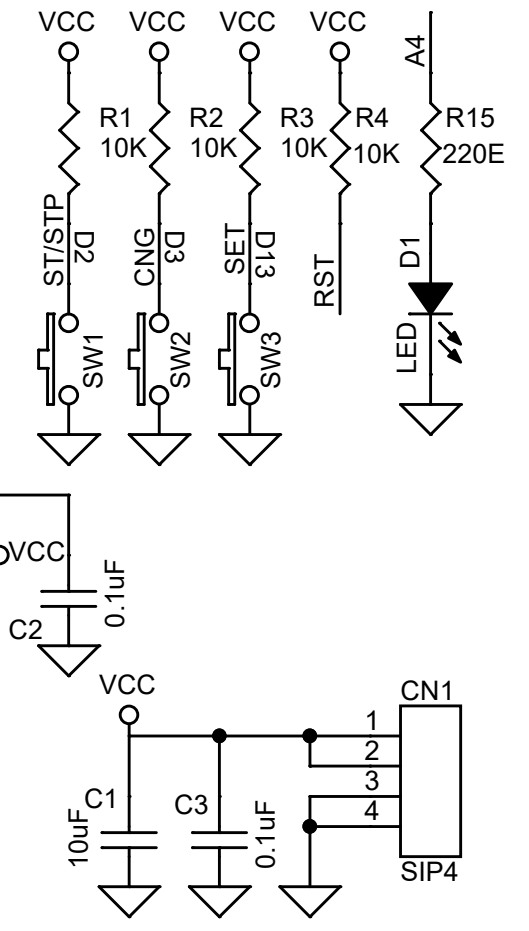 VCC
VCC
VCC
VCC
A4
R1
10K
R2
10K
R3
10K
R4
10K
R15
220E
ST/STP
D2
CNG
D3
SET
D13
RST
D1
LED
SW1
SW2
SW3
VCC
0.1uF
C2
VCC
CN1
1
2
3
4
C1
10uF
C3
0.1uF
SIP4